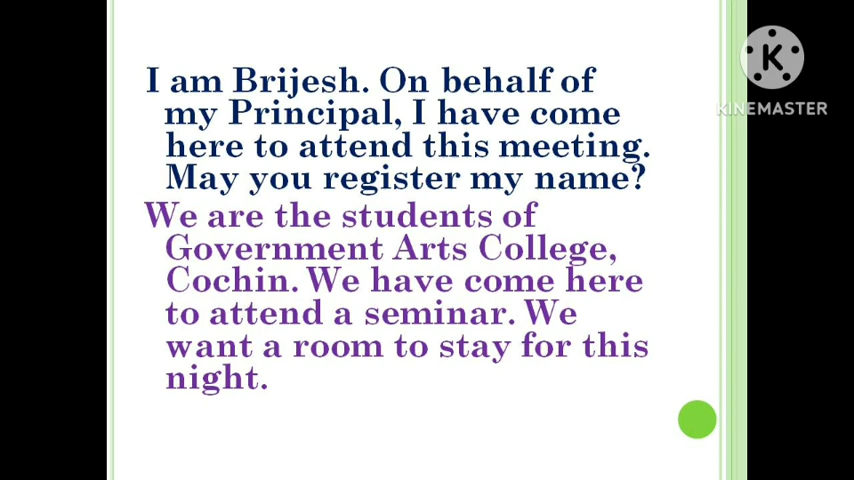 I am Brijesh. On behalf of
my Principal, I have come
here to attend this meeting.
May you register my name?
We are the students of
Government Arts College,
Cochin. We have come here
to attend a seminar. We
want a room to stay for this
night.
K
KINEMASTER